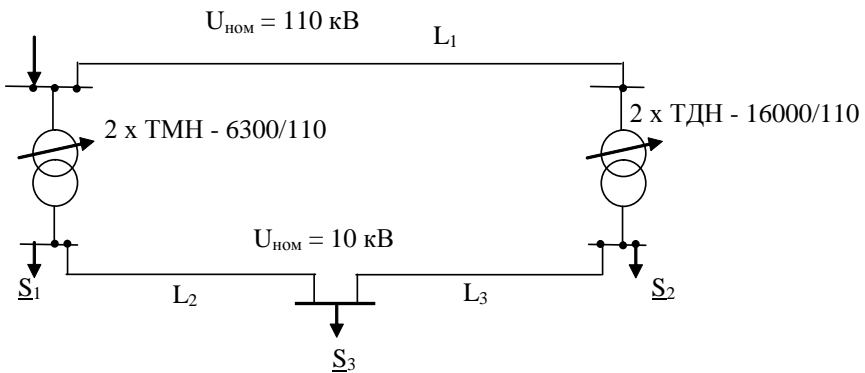 Uном = 110 кВ
L1
2 x ТМН - 6300/110
2 x ТДН - 16000/110
Uном = 10 кВ
S1
L2
L3
S2
S3